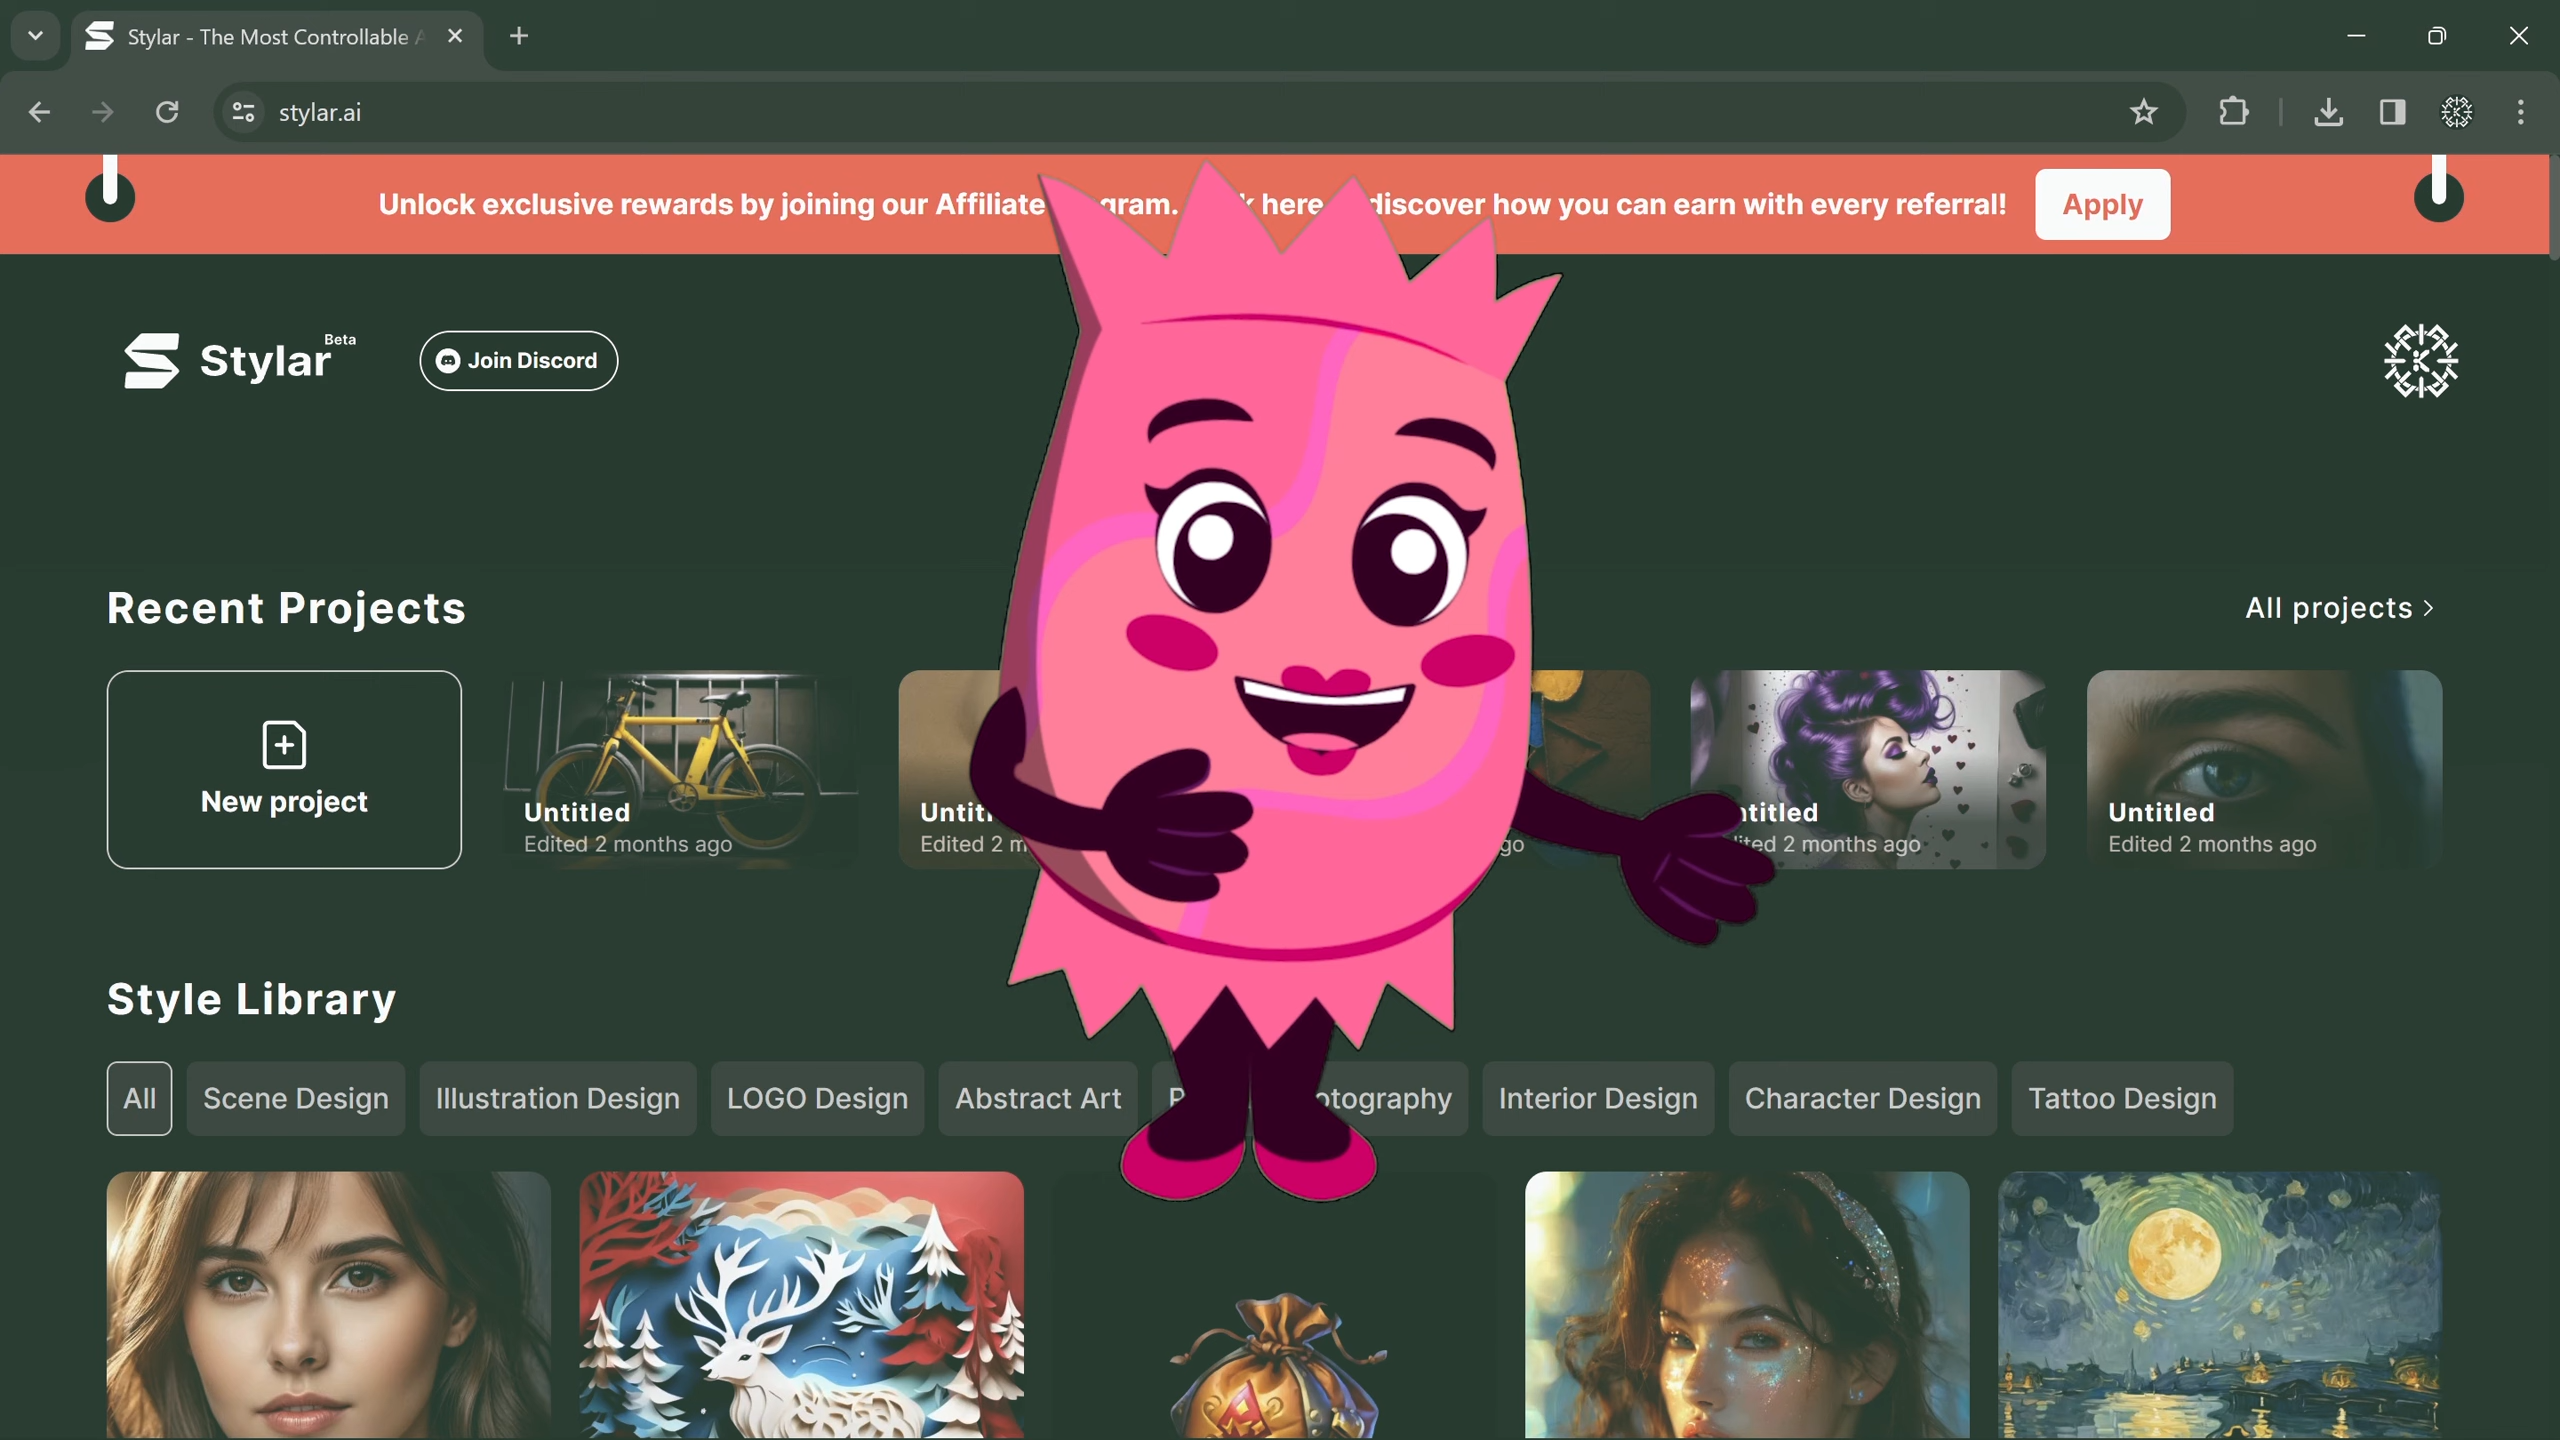 Stylar - The Most Controllable
stylar.ai
Unlock exclusive rewards by joining our Affiliate here discover how you can earn with every referral!
Apply
Stylar Beta
Join Discord
Recent Projects
All projects
New project
Untitled
Edited 2 months ago
Edited 2
Untitled
Edited 2 months ago
Untitled
Edited 2 months ago
Style Library
All
Scene Design
Illustration Design
LOGO Design
Abstract Art
Interior Design
Character Design
Tattoo Design